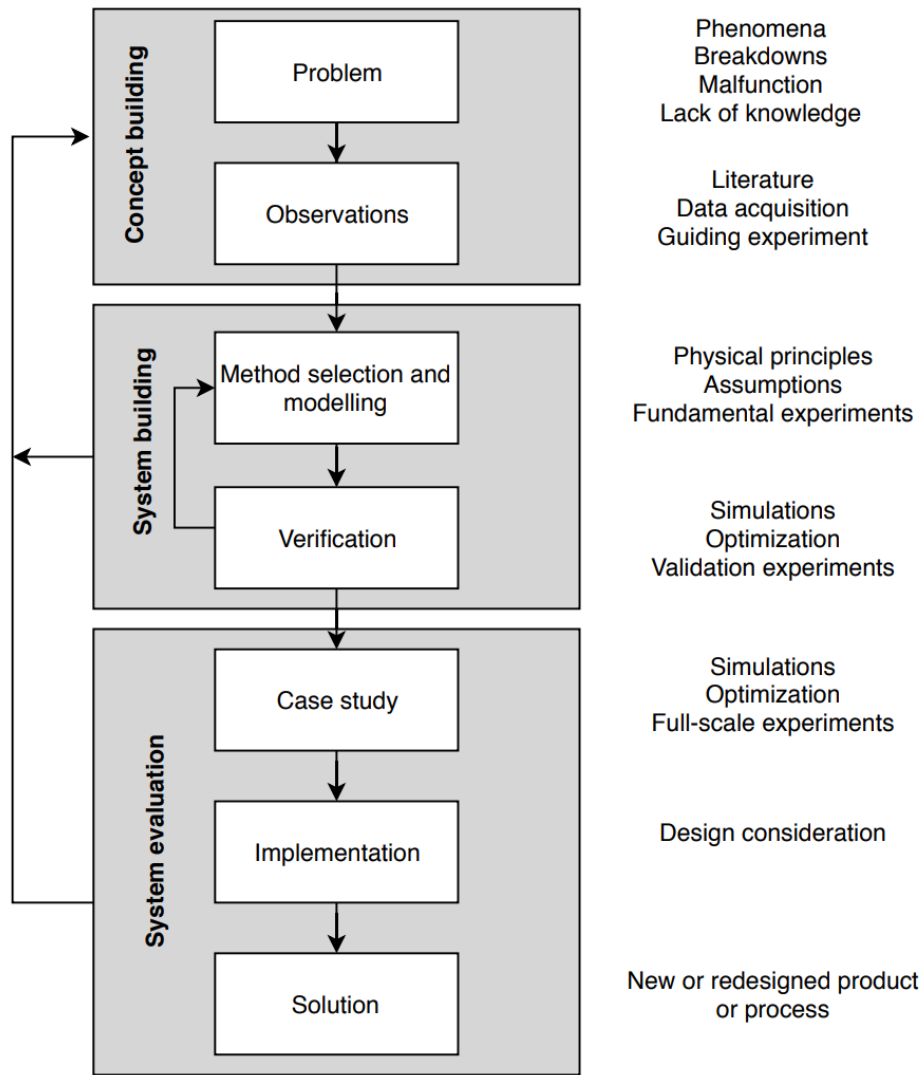 Concept building
Problem
Phenomena
Breakdowns
Malfunction
Lack of knowledge
Observations
Literature
Data acquisition
Guiding experiment
System building
Method selection and
modelling
Physical principles
Assumptions
Fundamental experiments
Verification
Simulations
Optimization
Validation experiments
System evaluation
Case study
Simulations
Optimization
Full-scale experiments
Implementation
Design consideration
Solution
New or redesigned product
or process